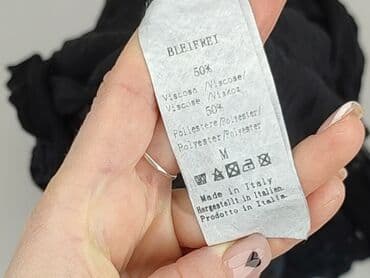 BLEIFREI
50%
Viscosa /Viscose/
Viscose /Viskoz
50%
Poliestere/Polyester/
Polyester/Polyester
M
Made in Italy
Hergestellt in Italien.
Prodotto in Italia